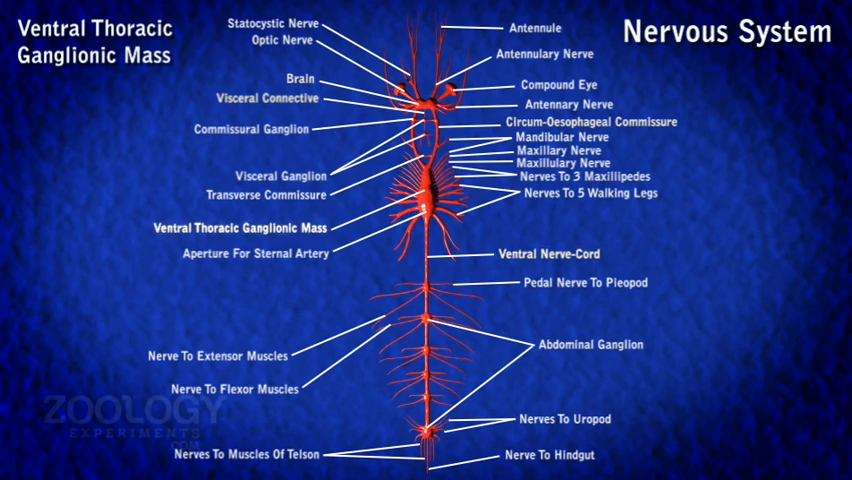 Ventral Thoracic
Ganglionic Mass
Nervous System
Statocystic Nerve
Optic Nerve
Brain
Visceral Connective
Commissural Ganglion
Visceral Ganglion
Transverse Commissure
Ventral Thoracic Ganglionic Mass
Aperture For Sternal Artery
Nerve To Extensor Muscles
Nerve To Flexor Muscles
Nerves To Muscles Of Telson
Antennule
Antennulary Nerve
Compound Eye
Antennary Nerve
Circum-Oesophageal Commissure
Mandibular Nerve
Maxillary Nerve
Maxillulary Nerve
Nerves To 3 Maxillipedes
Nerves To 5 Walking Legs
Ventral Nerve-Cord
Pedal Nerve To Pleopod
Abdominal Ganglion
Nerves To Uropod
Nerve To Hindgut
ZOOLOGY
EXPERIMENTS
.COM